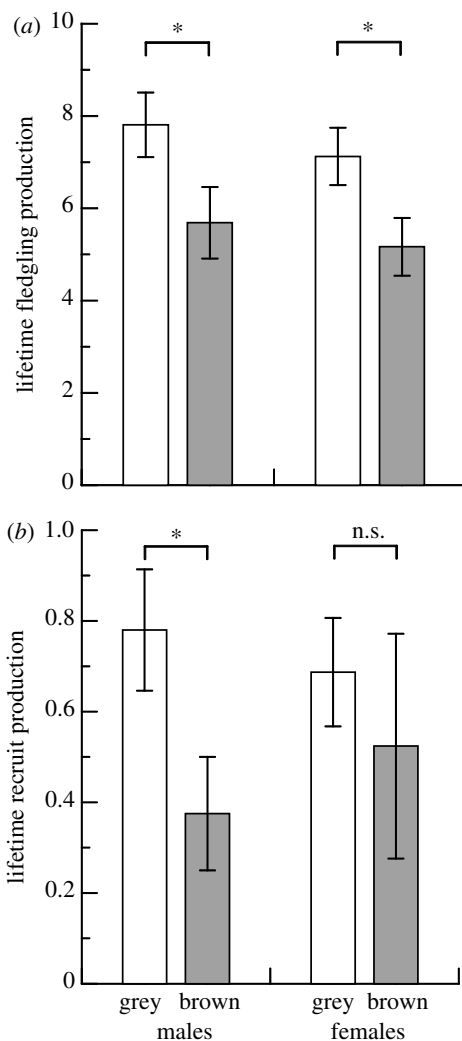 (a)
10
8
6
4
2
0
lifetime fledgling production
*
*
(b)
1.0
0.8
0.6
0.4
0.2
0
lifetime recruit production
*
n.s.
grey brown grey brown
males females